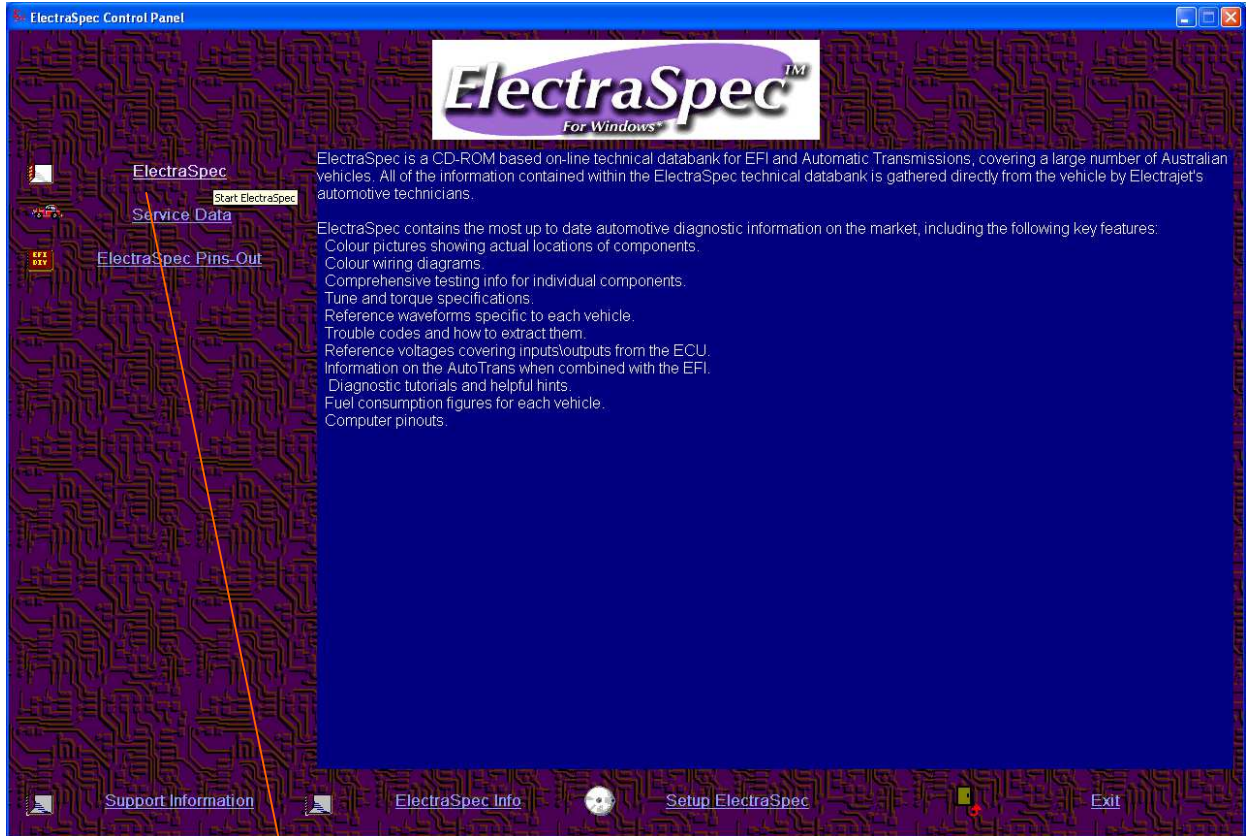 ElectraSpec Control Panel
ElectraSpec™
For Windows*
ElectraSpec
Start ElectraSpec
Service Data
EFI
DIY
ElectraSpec Pins-Out
ElectraSpec is a CD-ROM based on-line technical databank for EFI and Automatic Transmissions, covering a large number of Australian
vehicles. All of the information contained within the ElectraSpec technical databank is gathered directly from the vehicle by Electrajet's
automotive technicians.
ElectraSpec contains the most up to date automotive diagnostic information on the market, including the following key features:
Colour pictures showing actual locations of components.
Colour wiring diagrams.
Comprehensive testing info for individual components.
Tune and torque specifications.
Reference waveforms specific to each vehicle.
Trouble codes and how to extract them.
Reference voltages covering inputs\outputs from the ECU.
Information on the AutoTrans when combined with the EFI.
Diagnostic tutorials and helpful hints.
Fuel consumption figures for each vehicle.
Computer pinouts.
Support Information
ElectraSpec Info
Setup ElectraSpec
Exit